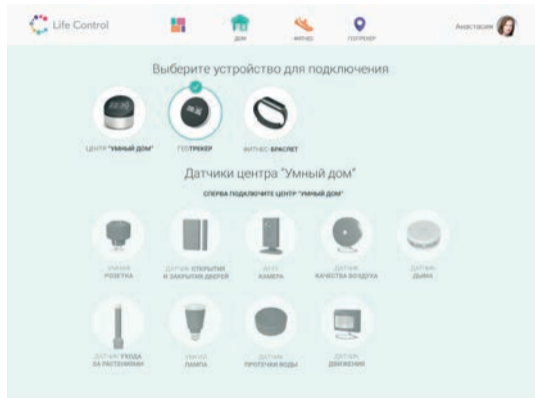 Life Control
ДОМ
ФИТНЕС
ГЕОТРЕКЕР
Анастасия
Выберите устройство для подключения
ЦЕНТР "УМНЫЙ ДОМ"
ГЕОТРЕКЕР
ФИТНЕС-БРАСЛЕТ
Датчики центра "Умный дом"
СПЕРВА ПОДКЛЮЧИТЕ ЦЕНТР "УМНЫЙ ДОМ"
УМНАЯ
РОЗЕТКА
ДАТЧИК ОТКРЫТИЯ
И ЗАКРЫТИЯ ДВЕРЕЙ
КАМЕРА
ДАТЧИК
КАЧЕСТВА ВОЗДУХА
ДАТЧИК
ДЫМА
ДАТЧИК УХОДА
ЗА РАСТЕНИЯМИ
УМНАЯ
ЛАМПА
ДАТЧИК
ПРОТЕЧКИ ВОДЫ
ДАТЧИК
ДВИЖЕНИЯ